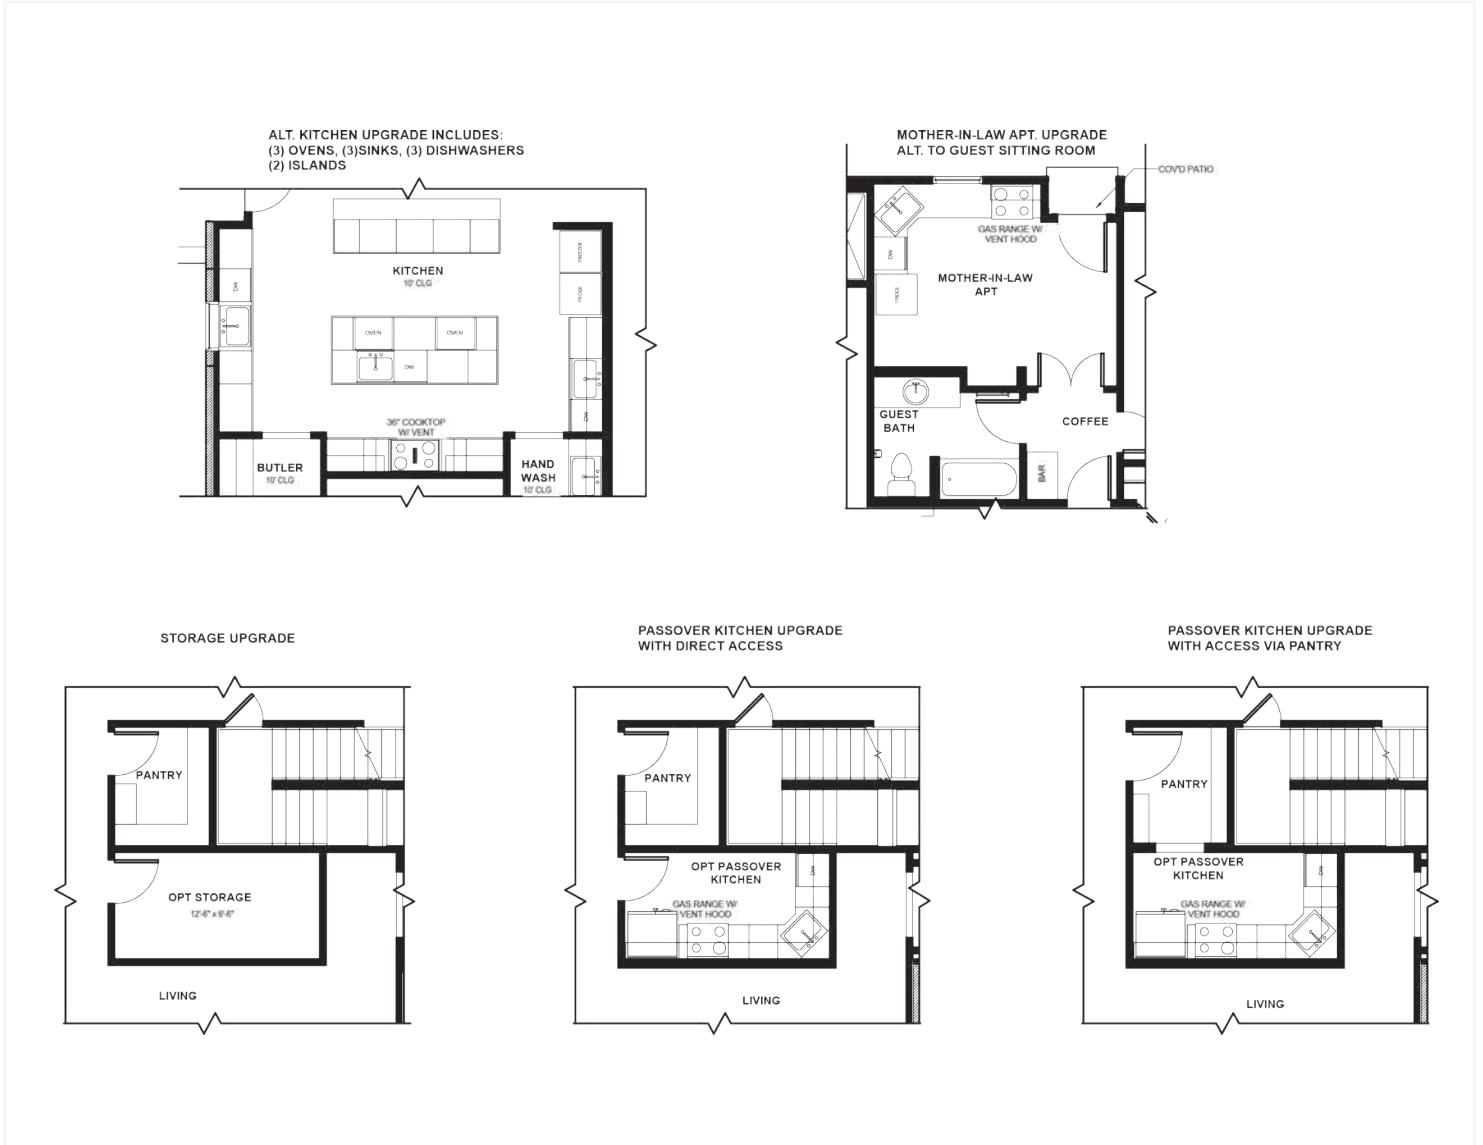 ALT. KITCHEN UPGRADE INCLUDES:
(3) OVENS, (3)SINKS, (3) DISHWASHERS
(2) ISLANDS
KITCHEN
10' CLG
FREEZER
FRIDGE
DW
OVEN
OVEN
DW
DW
36" COOKTOP
W/ VENT
BUTLER
10' CLG
HAND
WASH
10' CLG
MOTHER-IN-LAW APT. UPGRADE
ALT. TO GUEST SITTING ROOM
COV'D PATIO
GAS RANGE W/
VENT HOOD
DW
FRIDGE
MOTHER-IN-LAW
APT
GUEST
BATH
COFFEE
BAR
STORAGE UPGRADE
PANTRY
OPT STORAGE
12'-6" x 6'-6"
LIVING
PASSOVER KITCHEN UPGRADE
WITH DIRECT ACCESS
PANTRY
OPT PASSOVER
KITCHEN
DW
GAS RANGE W/
VENT HOOD
LIVING
PASSOVER KITCHEN UPGRADE
WITH ACCESS VIA PANTRY
PANTRY
OPT PASSOVER
KITCHEN
DW
GAS RANGE W/
VENT HOOD
LIVING